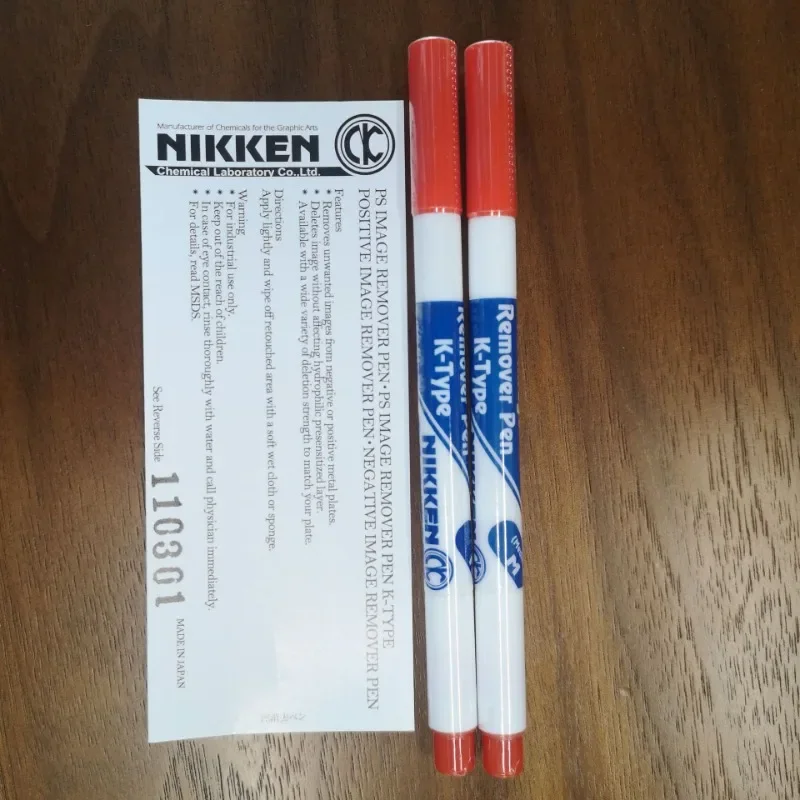 Manufacturer of Chemicals for the Graphic Arts
NIKKEN
Chemical Laboratory Co.,Ltd.
PS IMAGE REMOVER PEN・PS IMAGE REMOVER PEN K-TYPE
POSITIVE IMAGE REMOVER PEN・NEGATIVE IMAGE REMOVER PEN
Features
* Removes unwanted images from negative or positive metal plates.
* Deletes image without affecting hydrophilic presensitized layer.
* Available with a wide variety of deletion strength to match your plate.
Directions
Apply lightly and wipe off retouched area with a soft wet cloth or sponge.
Warning
* For industrial use only.
* Keep out of the reach of children.
* In case of eye contact, rinse thoroughly with water and call physician immediately.
* For details, read MSDS.
See Reverse Side
110301
MADE IN JAPAN
Remover Pen
K-Type
NIKKEN
Remover Pen
K-Type
M